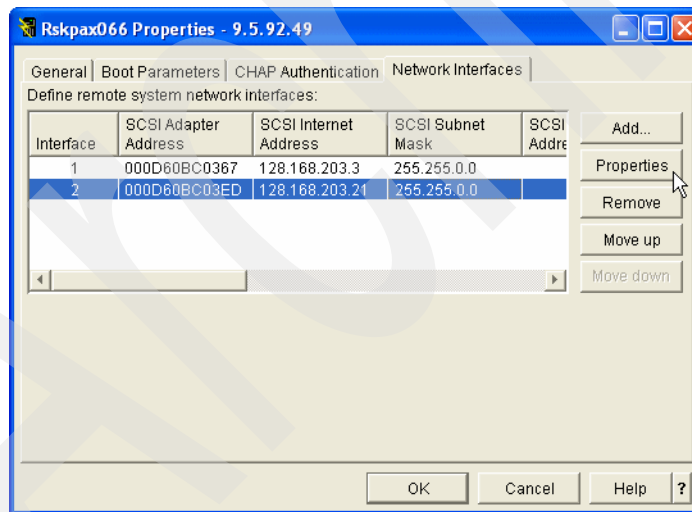 Rskpax066 Properties - 9.5.92.49
General Boot Parameters CHAP Authentication Network Interfaces
Define remote system network interfaces:
Interface SCSI Adapter Address SCSI Internet Address SCSI Subnet Mask SCSI Addre
1 000D60BC0367 128.168.203.3 255.255.0.0
2 000D60BC03ED 128.168.203.21 255.255.0.0
Add...
Properties
Remove
Move up
Move down
OK Cancel Help ?